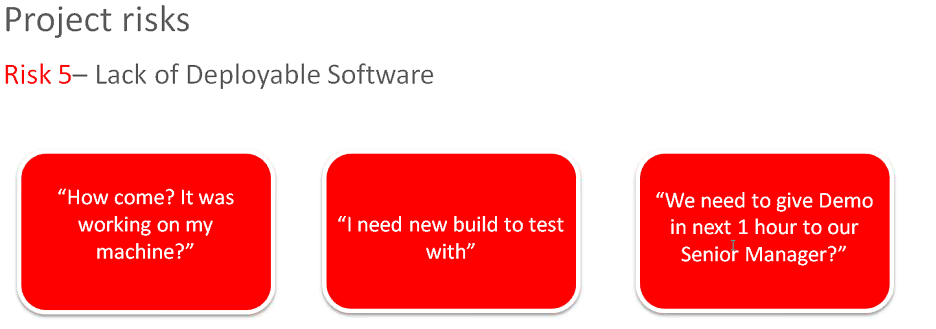 Project risks
Risk 5– Lack of Deployable Software
“How come? It was
working on my
machine?”
“I need new build to test
with”
“We need to give Demo
in next 1 hour to our
Senior Manager?”